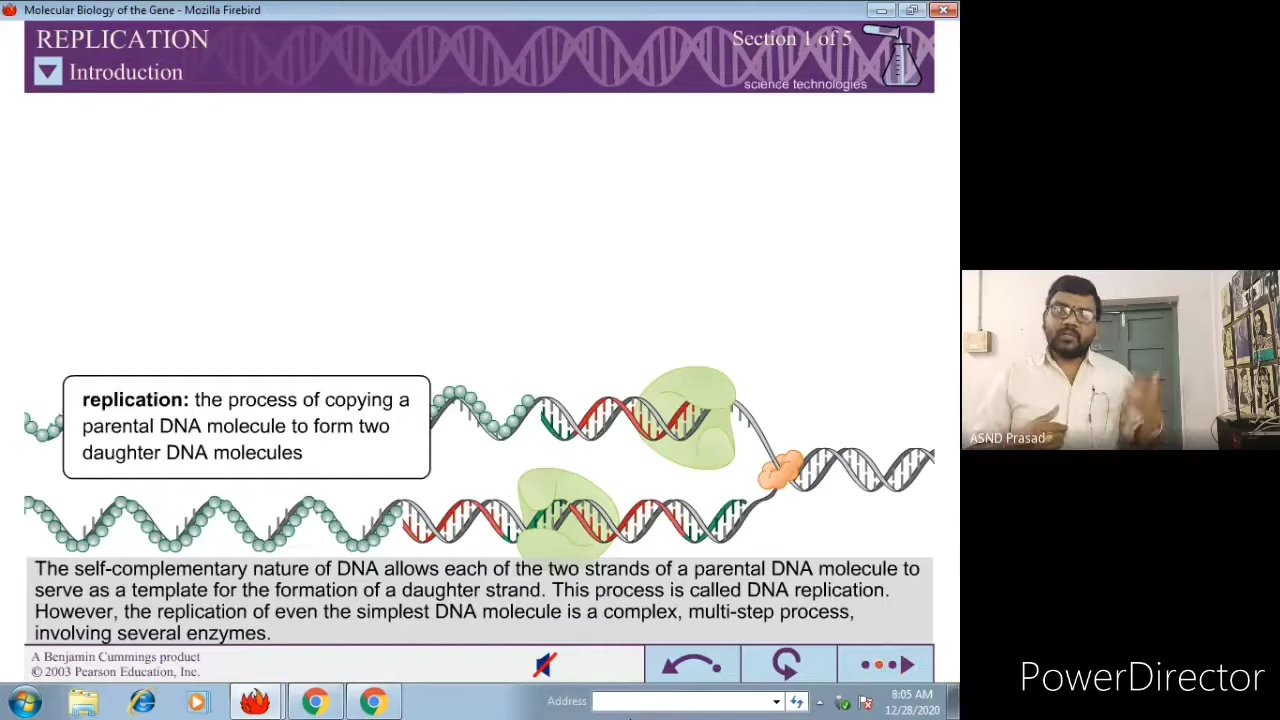 Molecular Biology of the Gene - Mozilla Firebird
REPLICATION
Section 1 of 5
Introduction
science technologies
replication: the process of copying a
parental DNA molecule to form two
daughter DNA molecules
ASND Prasad
The self-complementary nature of DNA allows each of the two strands of a parental DNA molecule to
serve as a template for the formation of a daughter strand. This process is called DNA replication.
However, the replication of even the simplest DNA molecule is a complex, multi-step process,
involving several enzymes.
A Benjamin Cummings product
© 2003 Pearson Education, Inc.
PowerDirector
Address
8:05 AM
12/28/2020